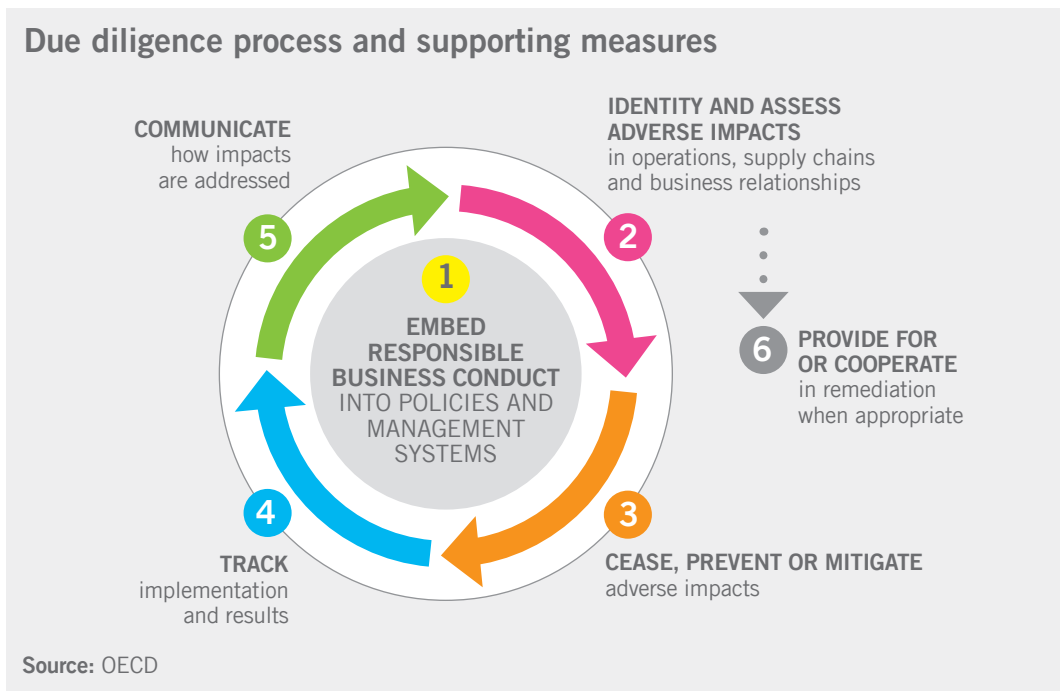 Due diligence process and supporting measures
1
EMBED
RESPONSIBLE
BUSINESS CONDUCT
INTO POLICIES AND
MANAGEMENT
SYSTEMS
2
IDENTITY AND ASSESS
ADVERSE IMPACTS
in operations, supply chains
and business relationships
3
CEASE, PREVENT OR MITIGATE
adverse impacts
4
TRACK
implementation
and results
5
COMMUNICATE
how impacts
are addressed
6
PROVIDE FOR
OR COOPERATE
in remediation
when appropriate
Source: OECD